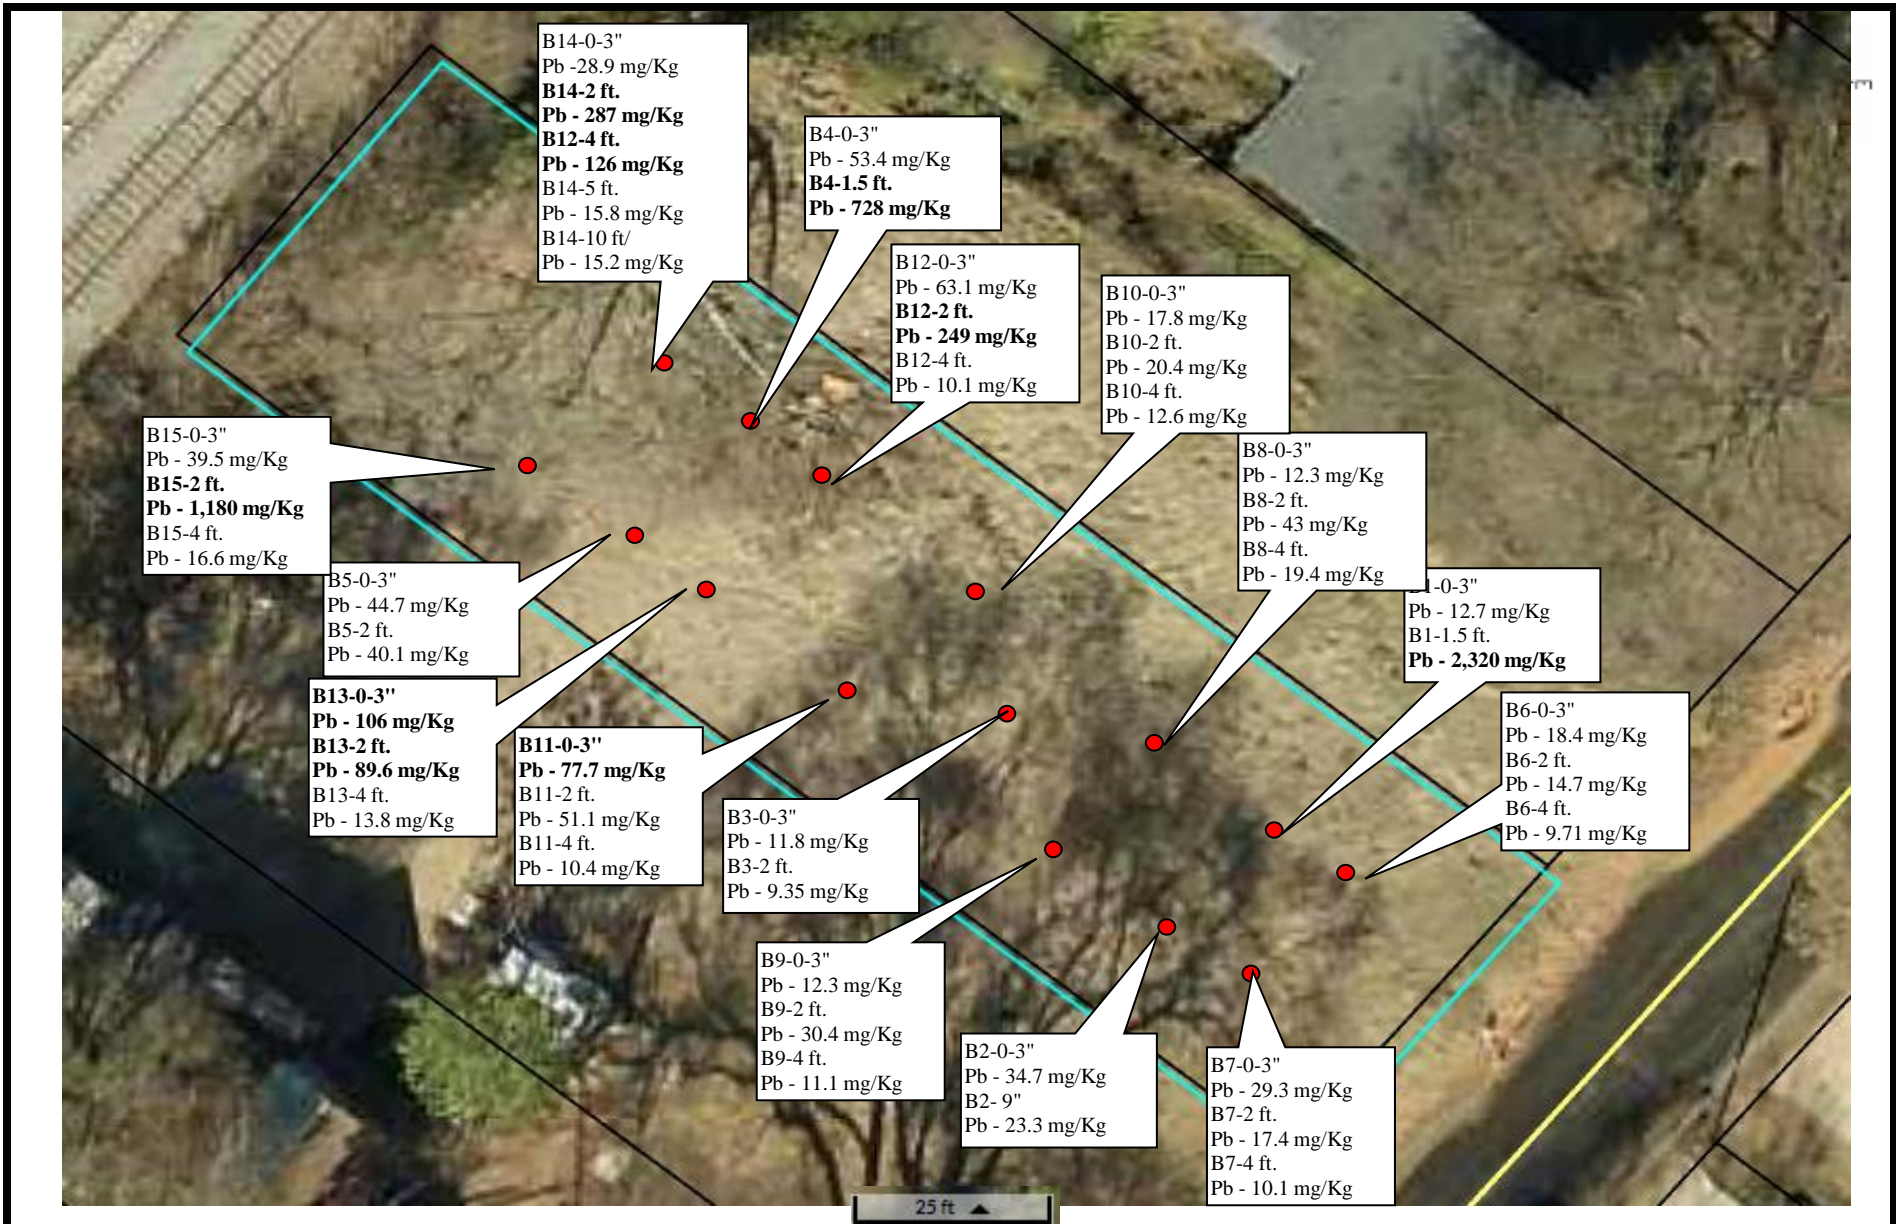 B14-0-3"
Pb -28.9 mg/Kg
B14-2 ft.
Pb - 287 mg/Kg
B12-4 ft.
Pb - 126 mg/Kg
B14-5 ft.
Pb - 15.8 mg/Kg
B14-10 ft/
Pb - 15.2 mg/Kg
B4-0-3"
Pb - 53.4 mg/Kg
B4-1.5 ft.
Pb - 728 mg/Kg
B12-0-3"
Pb - 63.1 mg/Kg
B12-2 ft.
Pb - 249 mg/Kg
B12-4 ft.
Pb - 10.1 mg/Kg
B10-0-3"
Pb - 17.8 mg/Kg
B10-2 ft.
Pb - 20.4 mg/Kg
B10-4 ft.
Pb - 12.6 mg/Kg
B15-0-3"
Pb - 39.5 mg/Kg
B15-2 ft.
Pb - 1,180 mg/Kg
B15-4 ft.
Pb - 16.6 mg/Kg
B8-0-3"
Pb - 12.3 mg/Kg
B8-2 ft.
Pb - 43 mg/Kg
B8-4 ft.
Pb - 19.4 mg/Kg
B5-0-3"
Pb - 44.7 mg/Kg
B5-2 ft.
Pb - 40.1 mg/Kg
1-0-3"
Pb - 12.7 mg/Kg
B1-1.5 ft.
Pb - 2,320 mg/Kg
B13-0-3"
Pb - 106 mg/Kg
B13-2 ft.
Pb - 89.6 mg/Kg
B13-4 ft.
Pb - 13.8 mg/Kg
B11-0-3"
Pb - 77.7 mg/Kg
B11-2 ft.
Pb - 51.1 mg/Kg
B11-4 ft.
Pb - 10.4 mg/Kg
B6-0-3"
Pb - 18.4 mg/Kg
B6-2 ft.
Pb - 14.7 mg/Kg
B6-4 ft.
Pb - 9.71 mg/Kg
B3-0-3"
Pb - 11.8 mg/Kg
B3-2 ft.
Pb - 9.35 mg/Kg
B9-0-3"
Pb - 12.3 mg/Kg
B9-2 ft.
Pb - 30.4 mg/Kg
B9-4 ft.
Pb - 11.1 mg/Kg
B2-0-3"
Pb - 34.7 mg/Kg
B2- 9"
Pb - 23.3 mg/Kg
B7-0-3"
Pb - 29.3 mg/Kg
B7-2 ft.
Pb - 17.4 mg/Kg
B7-4 ft.
Pb - 10.1 mg/Kg
25 ft